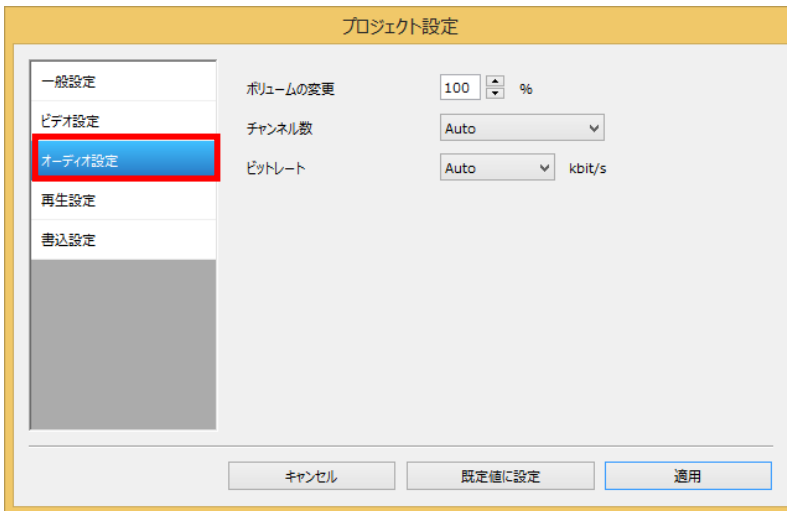 プロジェクト設定
一般設定
ビデオ設定
オーディオ設定
再生設定
書込設定
ボリュームの変更 100 %
チャンネル数 Auto
ビットレート Auto kbit/s
キャンセル 既定値に設定 適用